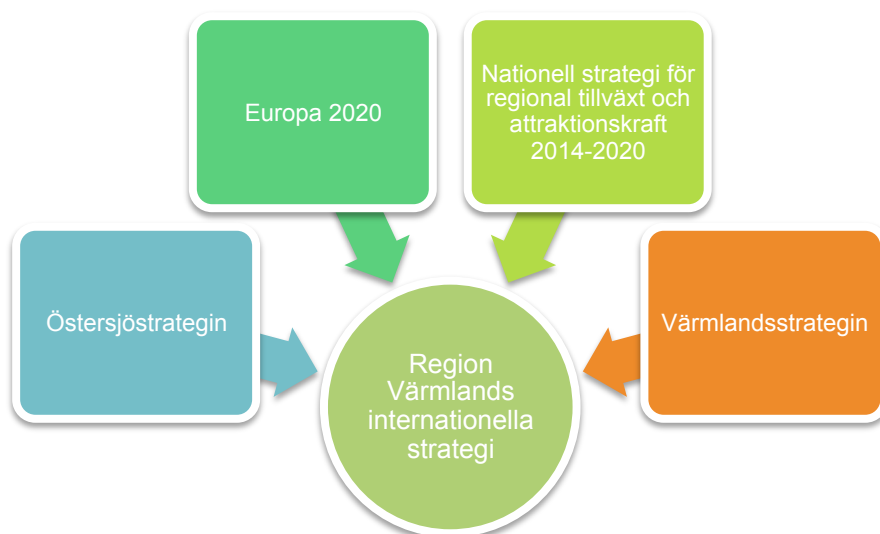 Europa 2020
Nationell strategi för
regional tillväxt och
attraktionskraft
2014-2020
Östersjöstrategin
Värmlandsstrategin
Region
Värmlands
internationella
strategi